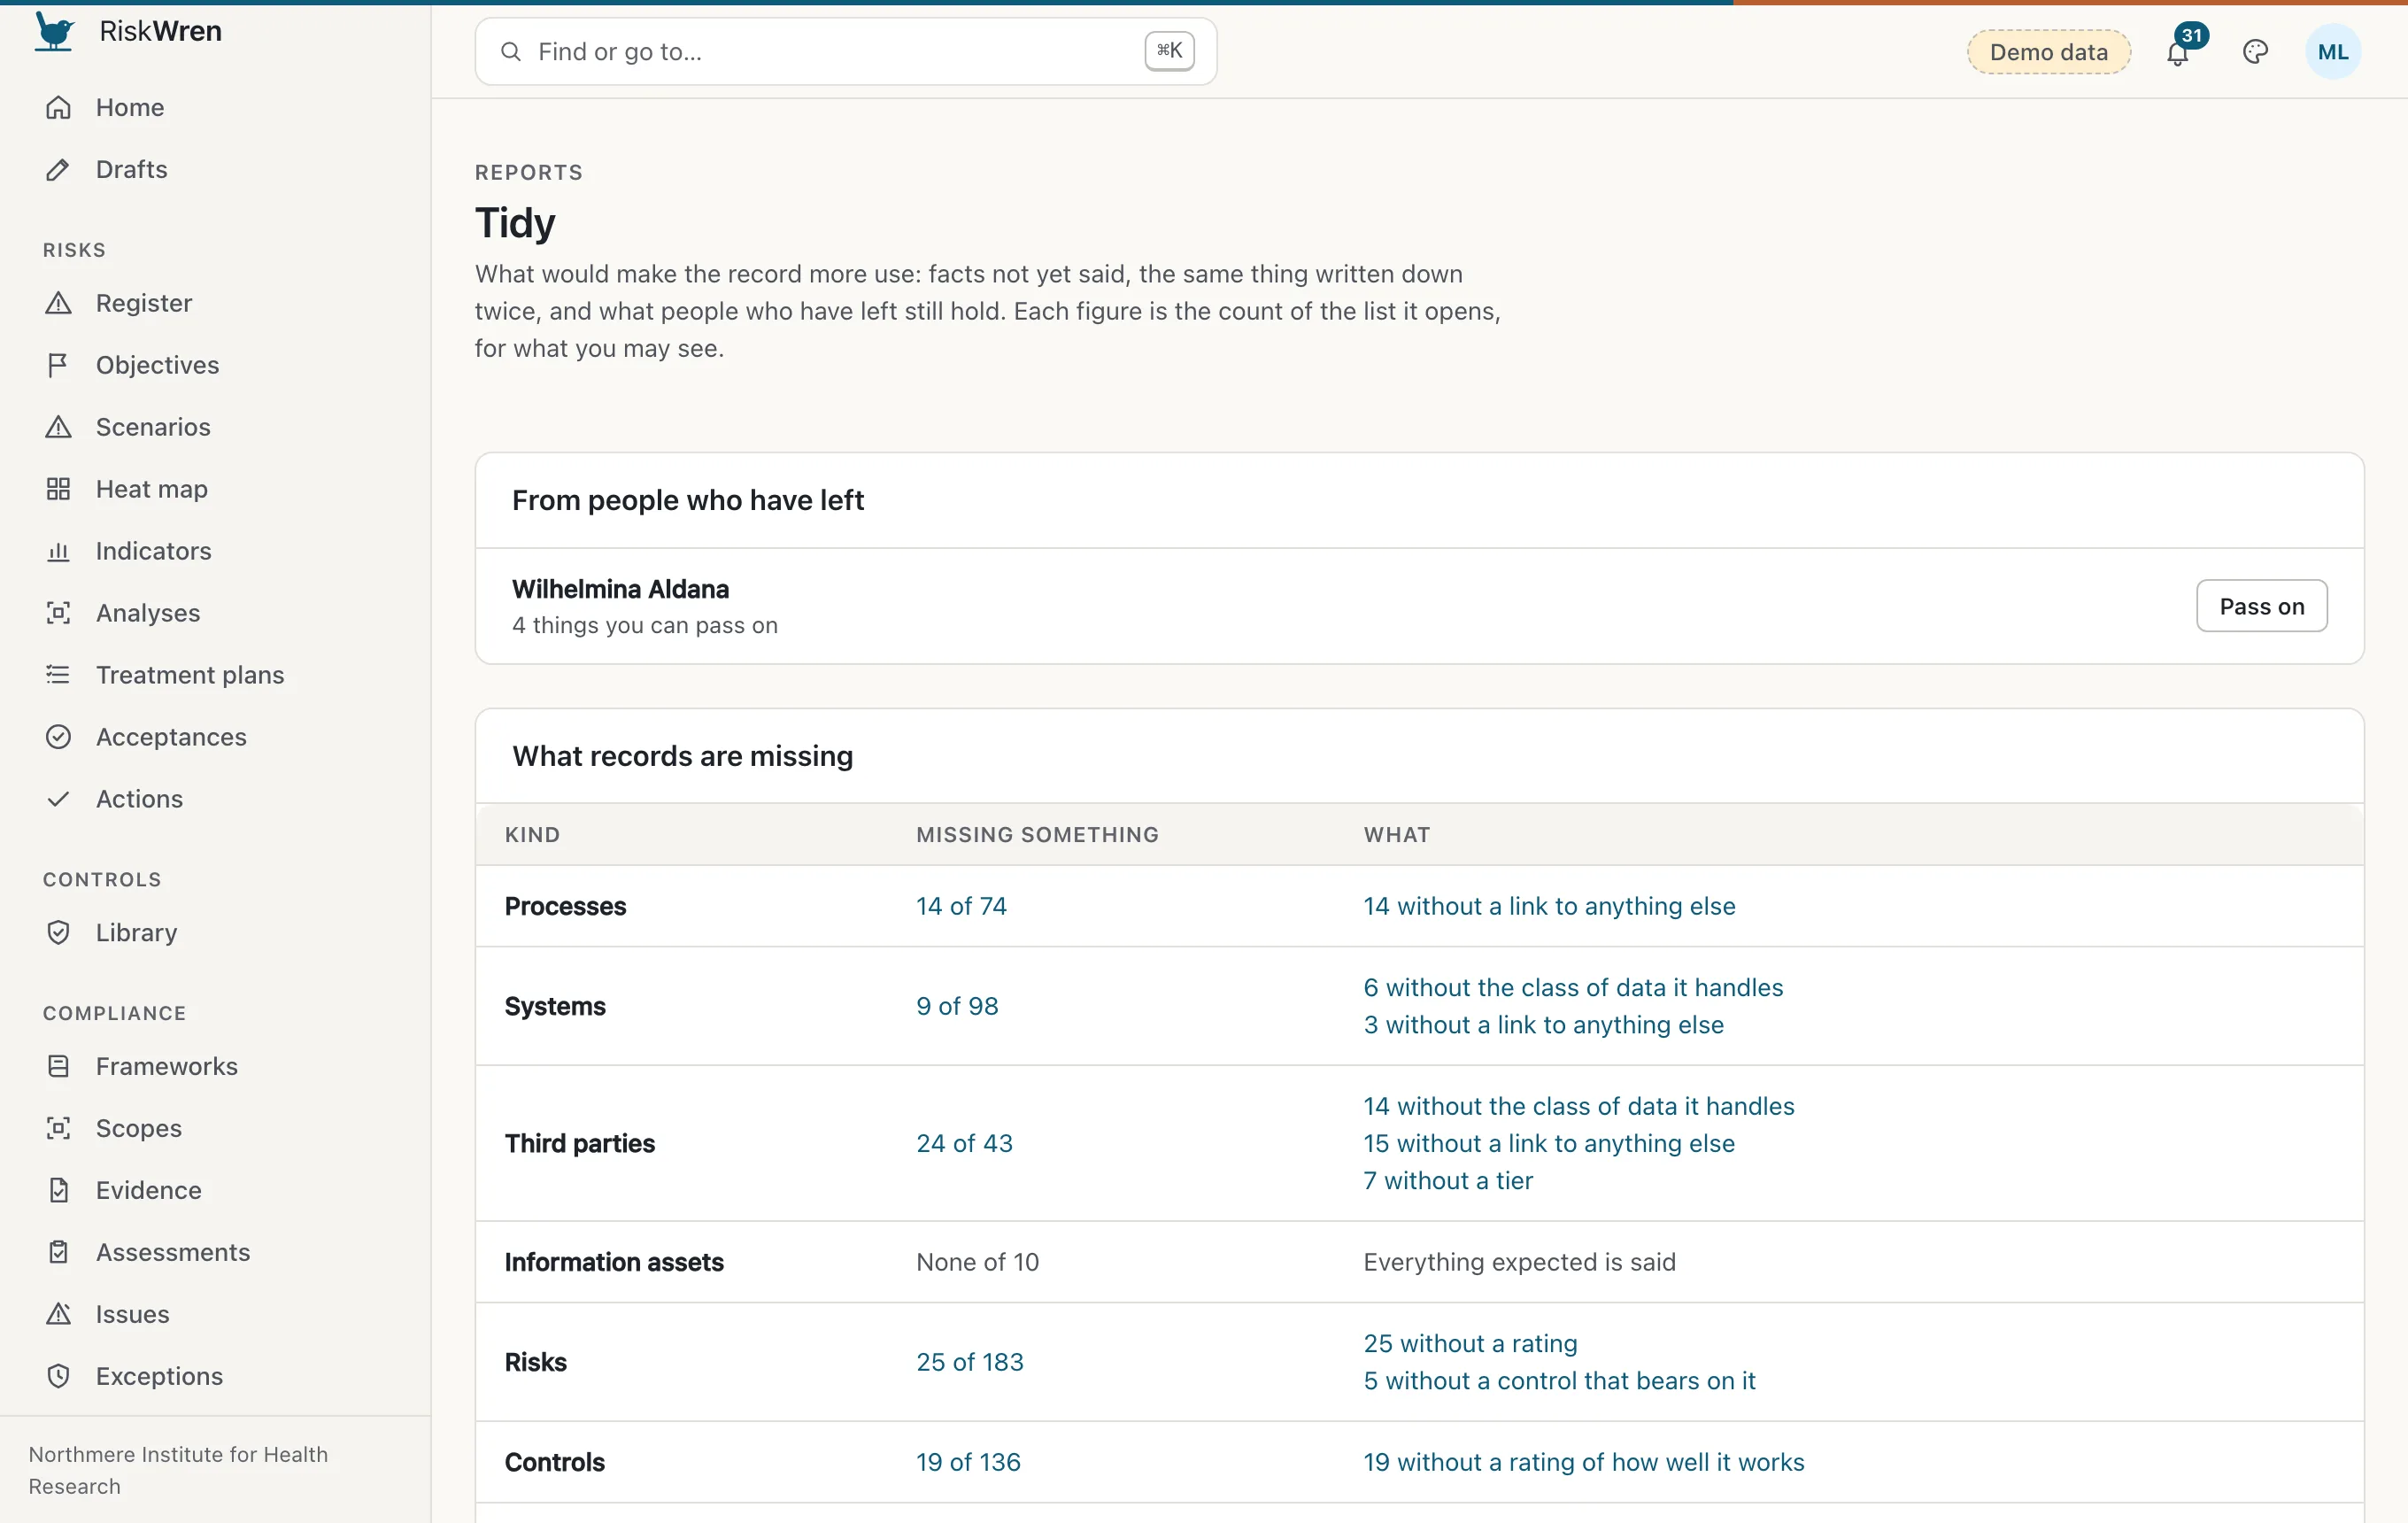 RiskWren
Home
Drafts
RISKS
Register
Objectives
Scenarios
Heat map
Indicators
Analyses
Treatment plans
Acceptances
Actions
CONTROLS
Library
COMPLIANCE
Frameworks
Scopes
Evidence
Assessments
Issues
Exceptions
Northmere Institute for Health
Research
Find or go to...
⌘K
Demo data
31
ML
REPORTS
Tidy
What would make the record more use: facts not yet said, the same thing written down
twice, and what people who have left still hold. Each figure is the count of the list it opens,
for what you may see.
From people who have left
Wilhelmina Aldana
4 things you can pass on
Pass on
What records are missing
KIND MISSING SOMETHING WHAT
Processes 14 of 74 14 without a link to anything else
Systems 9 of 98 6 without the class of data it handles
3 without a link to anything else
Third parties 24 of 43 14 without the class of data it handles
15 without a link to anything else
7 without a tier
Information assets None of 10 Everything expected is said
Risks 25 of 183 25 without a rating
5 without a control that bears on it
Controls 19 of 136 19 without a rating of how well it works